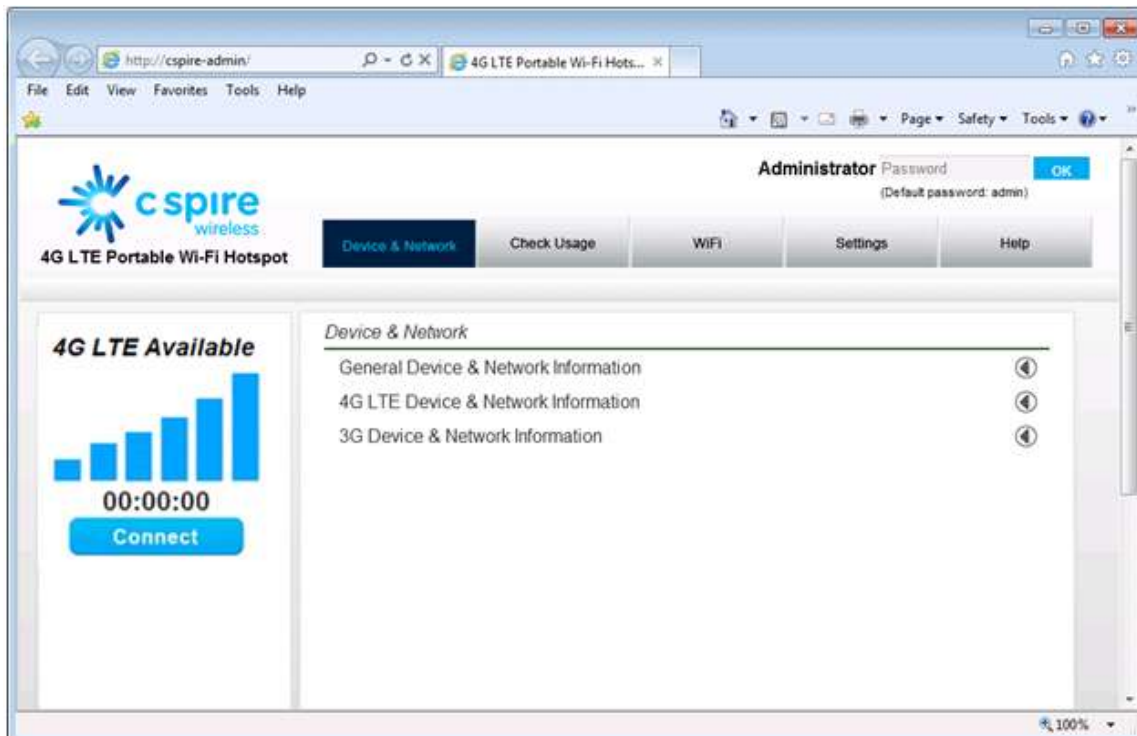 http://cspire-admin/
4G LTE Portable Wi-Fi Hots...
File Edit View Favorites Tools Help
Page Safety Tools
c spire
wireless
4G LTE Portable Wi-Fi Hotspot
Administrator Password OK
(Default password: admin)
Device & Network Check Usage WiFi Settings Help
4G LTE Available
00:00:00
Connect
Device & Network
General Device & Network Information
4G LTE Device & Network Information
3G Device & Network Information
100%